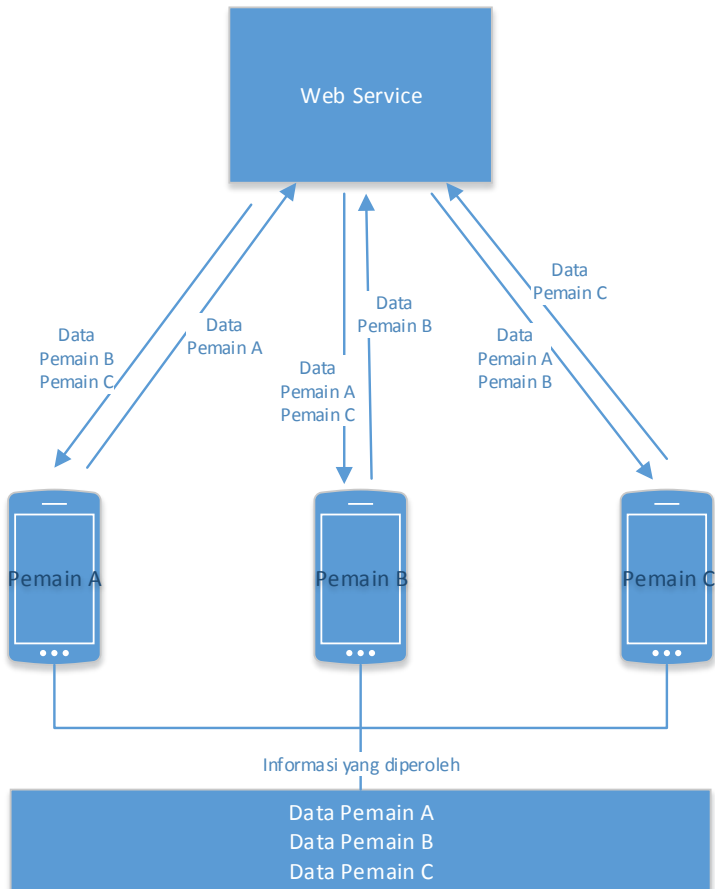 Web Service
Data
Pemain B
Pemain C
Data
Pemain A
Data
Pemain A
Pemain C
Data
Pemain B
Data
Pemain A
Pemain B
Data
Pemain C
Pemain A
Pemain B
Pemain C
Informasi yang diperoleh
Data Pemain A
Data Pemain B
Data Pemain C